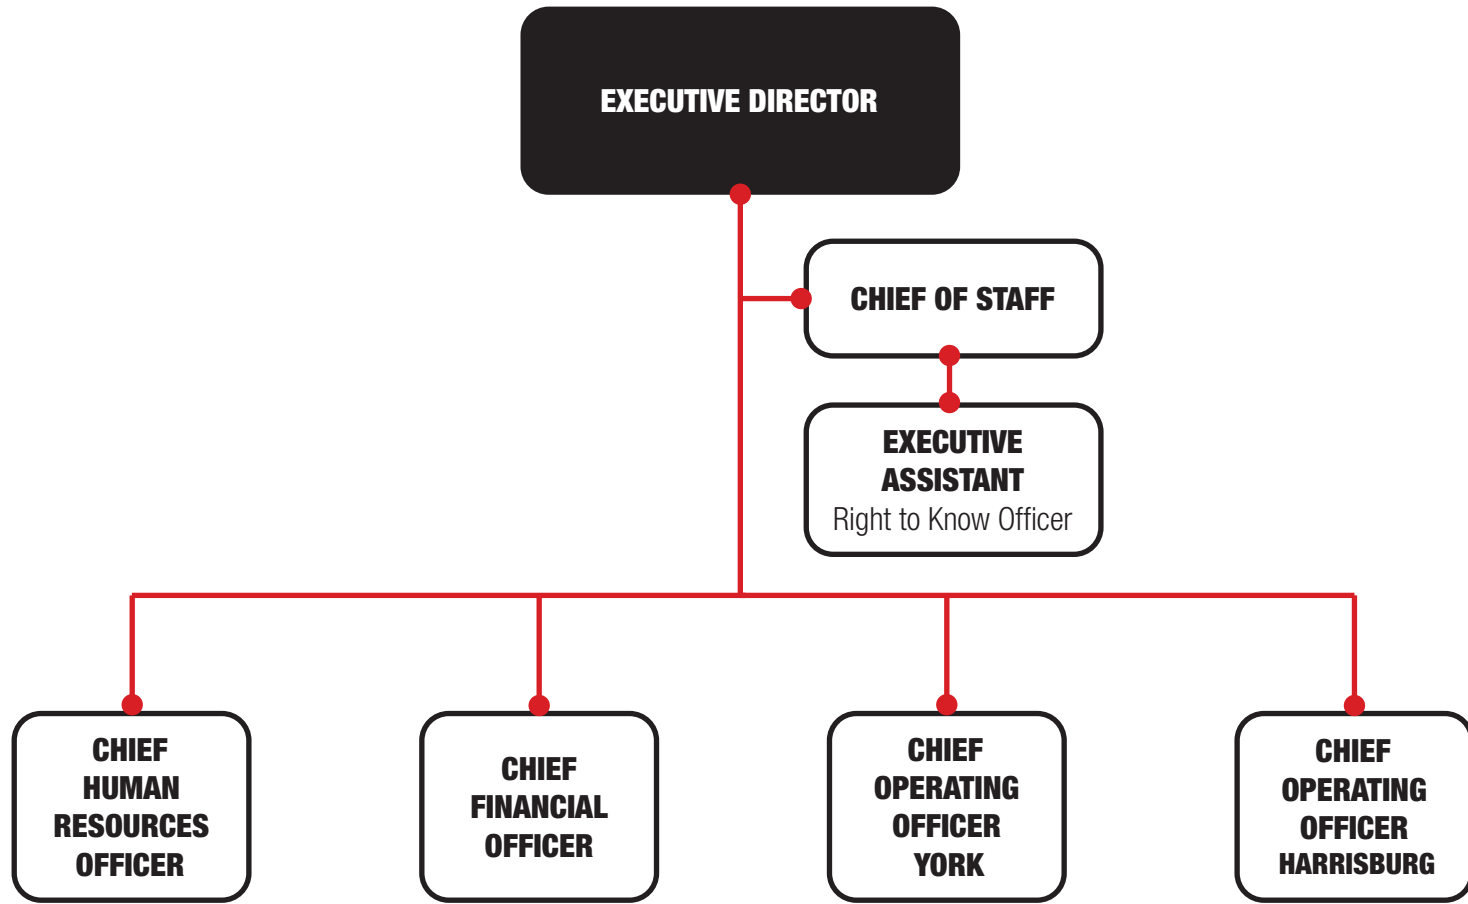 EXECUTIVE DIRECTOR
CHIEF OF STAFF
EXECUTIVE
ASSISTANT
Right to Know Officer
CHIEF
HUMAN
RESOURCES
OFFICER
CHIEF
FINANCIAL
OFFICER
CHIEF
OPERATING
OFFICER
YORK
CHIEF
OPERATING
OFFICER
HARRISBURG